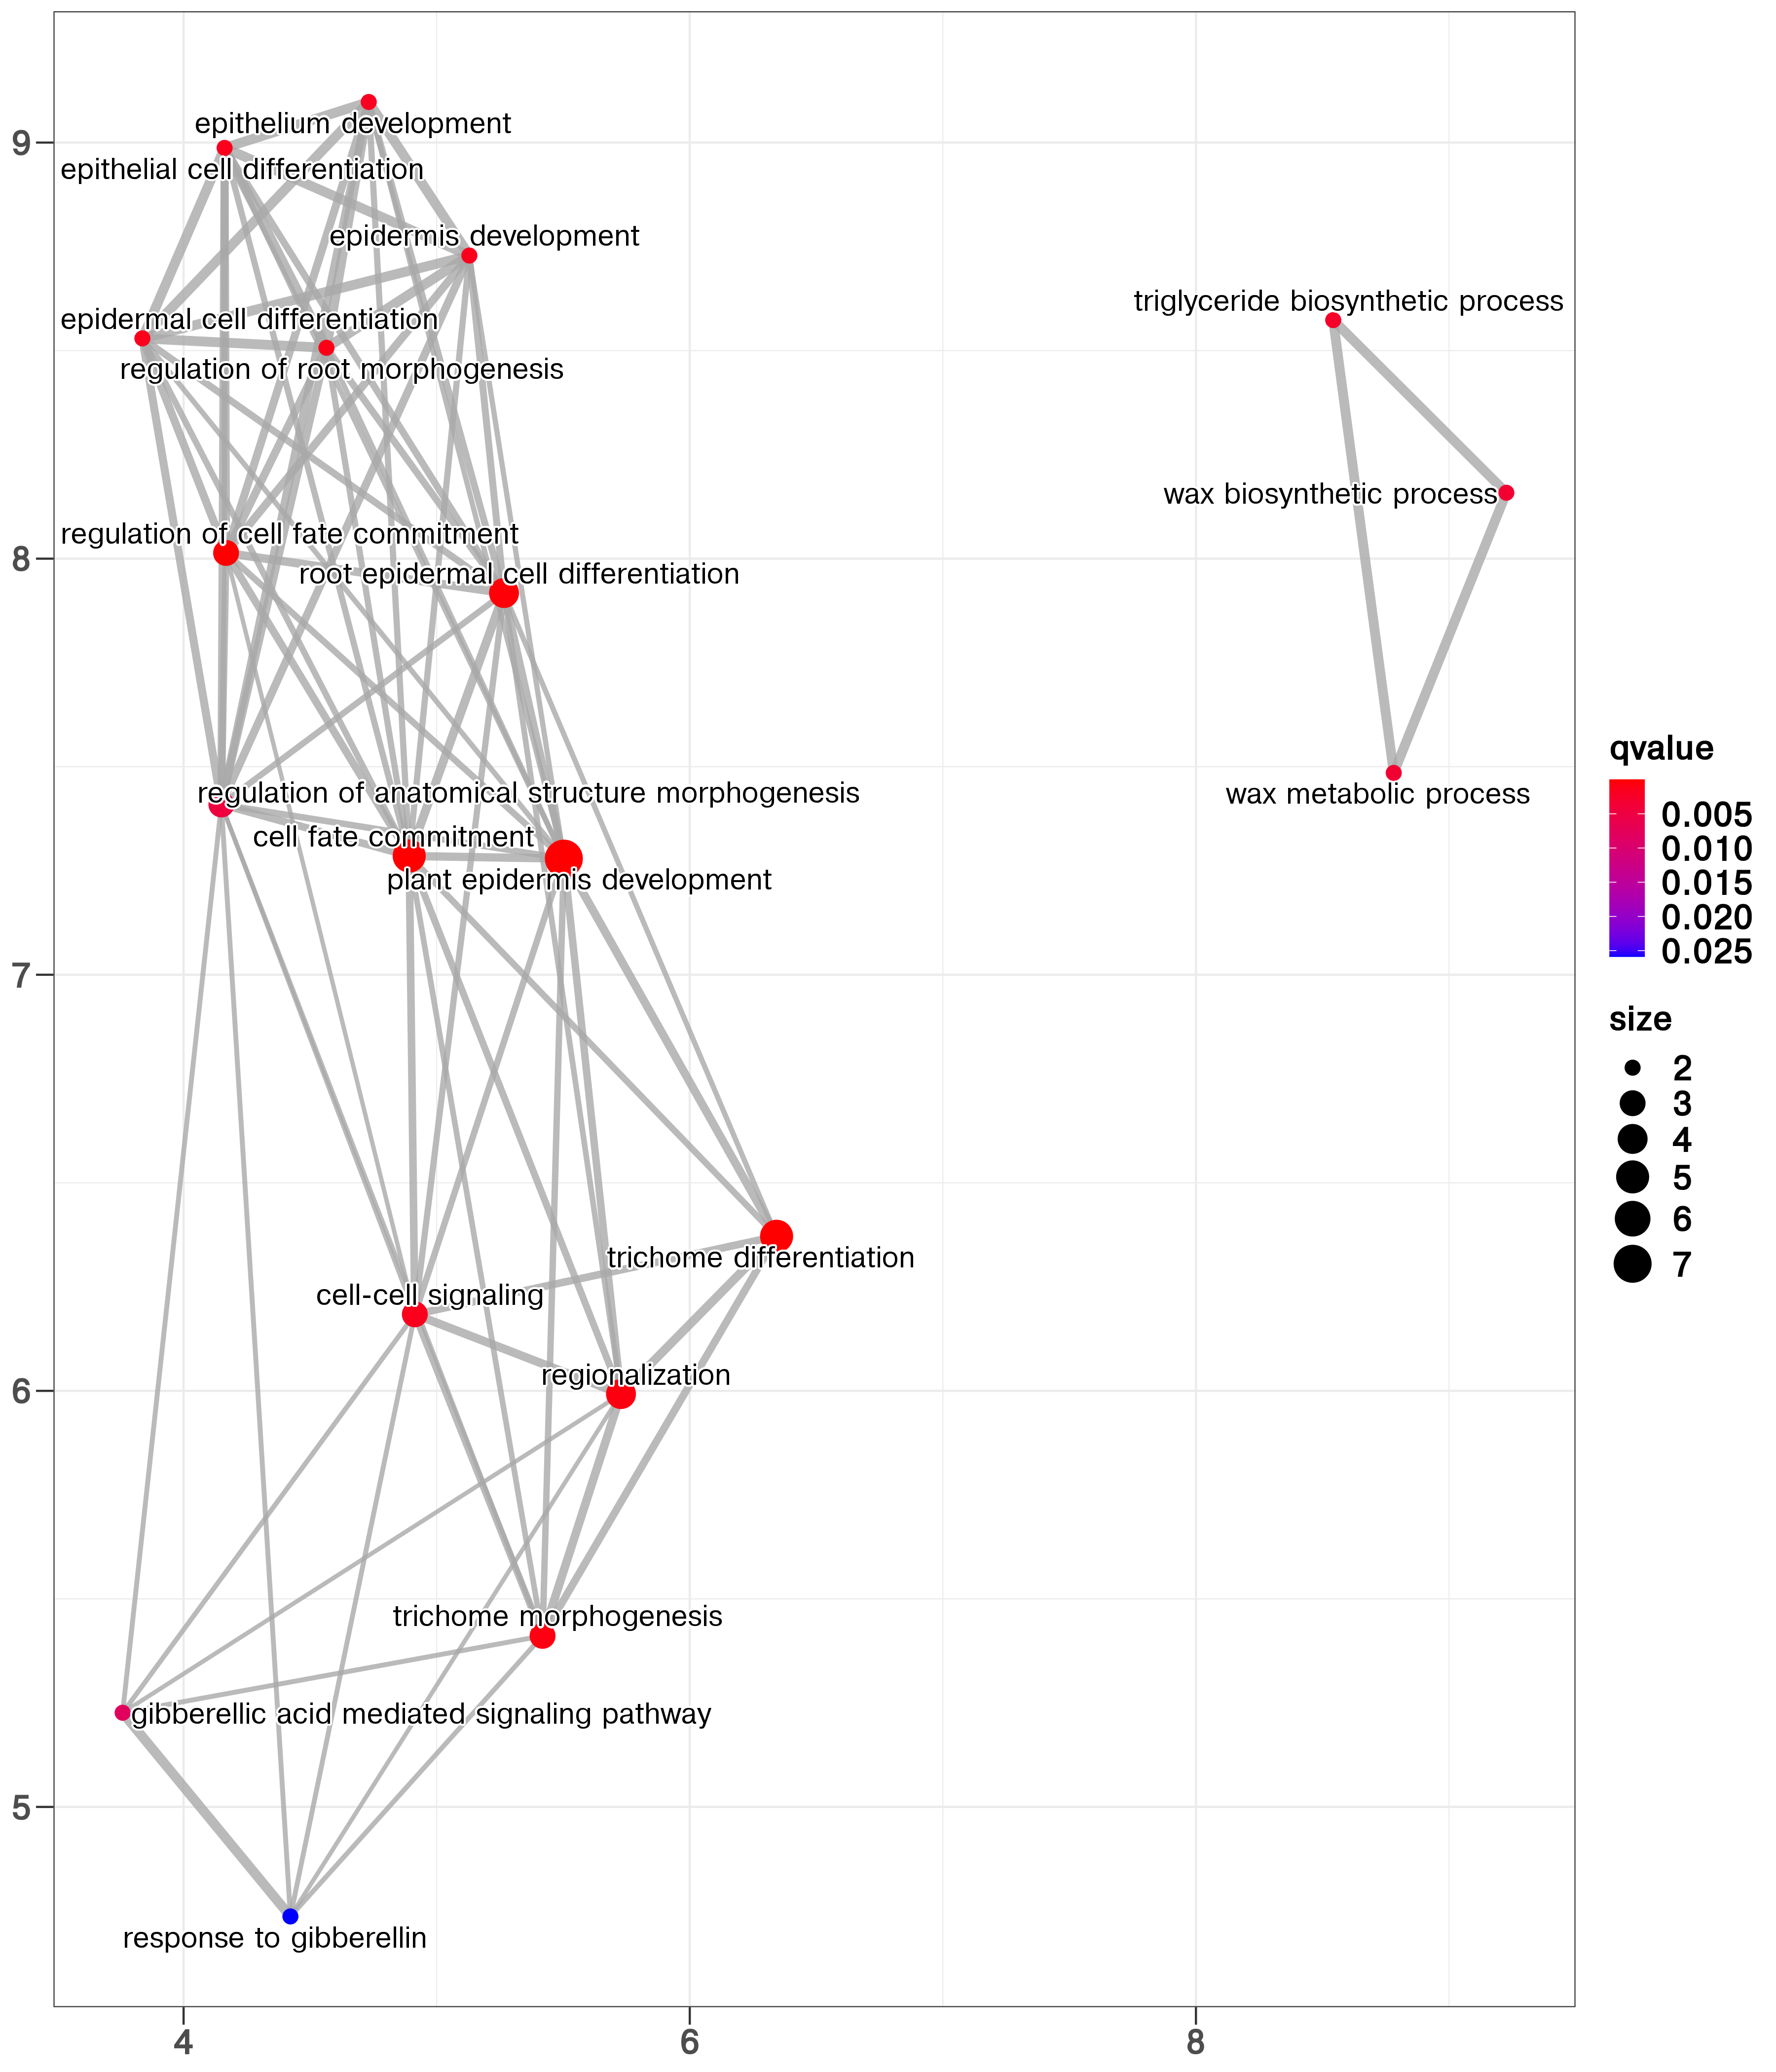 epithelium development
9
epithelial cell differentiation
epidermis development
triglyceride biosynthetic process
epidermal cell differentiation
regulation of root morphogenesis
wax biosynthetic process
regulation of cell fate commitment
8
root epidermal cell differentiation
qvalue
regulation of anatomical structure morphogenesis
wax metabolic process
0.005
cell fate commitment
0.010
plant epidermis development
0.015
0.020
0.025
7
size
2
3
4
5
6
7
trichome differentiation
cell-cell signaling
regionalization
6
trichome morphogenesis
gibberellic acid mediated signaling pathway
5
response to gibberellin
4
6
8